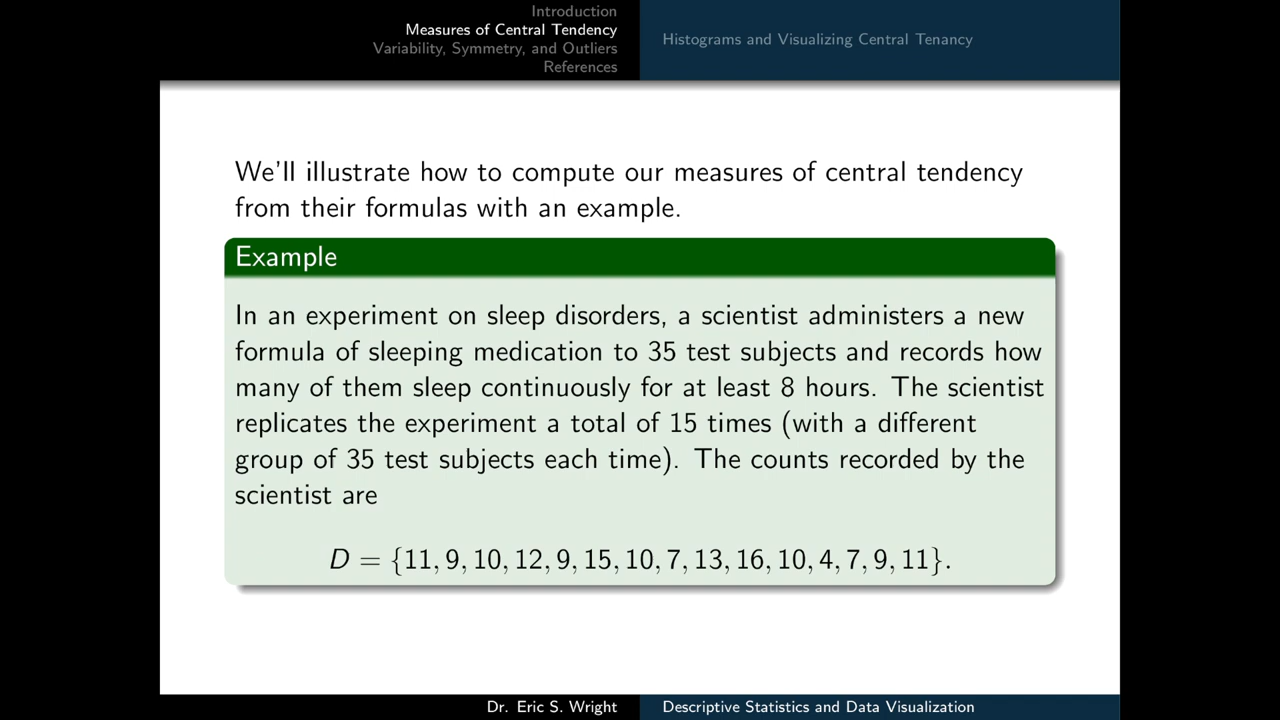 Introduction
Measures of Central Tendency
Variability, Symmetry, and Outliers
References
Histograms and Visualizing Central Tenancy
We'll illustrate how to compute our measures of central tendency
from their formulas with an example.
Example
In an experiment on sleep disorders, a scientist administers a new
formula of sleeping medication to 35 test subjects and records how
many of them sleep continuously for at least 8 hours. The scientist
replicates the experiment a total of 15 times (with a different
group of 35 test subjects each time). The counts recorded by the
scientist are
D = {11, 9, 10, 12, 9, 15, 10, 7, 13, 16, 10, 4, 7, 9, 11}.
Dr. Eric S. Wright
Descriptive Statistics and Data Visualization